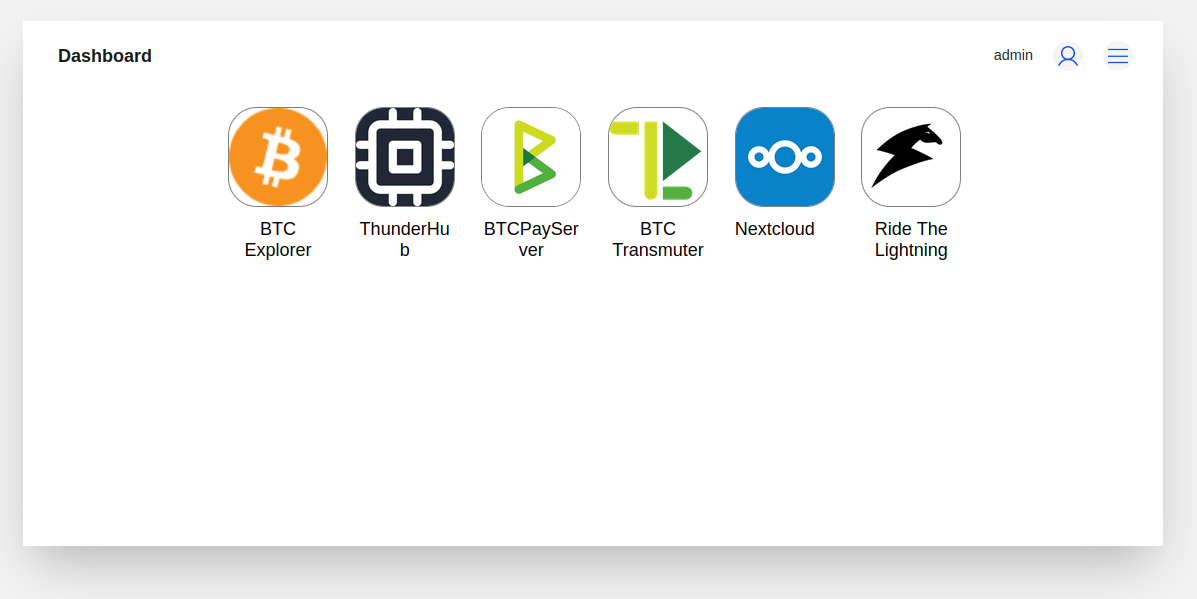 Dashboard
admin
BTC
Explorer
ThunderHu
b
BTCPaySer
ver
BTC
Transmuter
Nextcloud
Ride The
Lightning